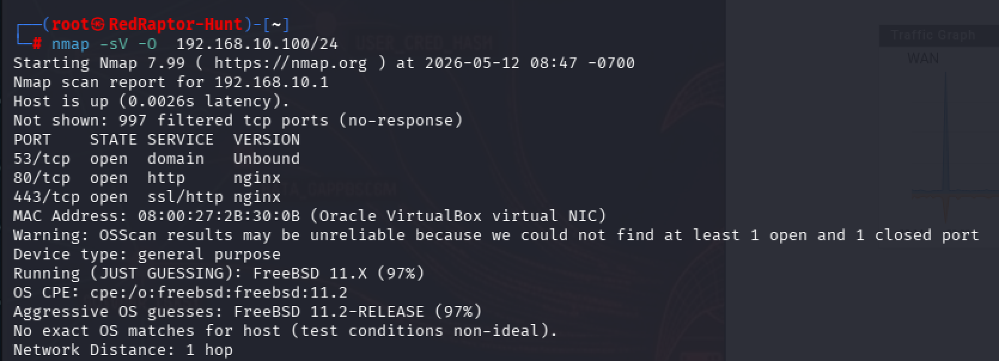 ┌──(root㉿RedRaptor-Hunt)-[~]
└─# nmap -sV -O  192.168.10.100/24
Starting Nmap 7.99 ( https://nmap.org ) at 2026-05-12 08:47 -0700
Nmap scan report for 192.168.10.1
Host is up (0.0026s latency).
Not shown: 997 filtered tcp ports (no-response)
PORT    STATE SERVICE  VERSION
53/tcp  open  domain   Unbound
80/tcp  open  http     nginx
443/tcp open  ssl/http nginx
MAC Address: 08:00:27:2B:30:0B (Oracle VirtualBox virtual NIC)
Warning: OSScan results may be unreliable because we could not find at least 1 open and 1 closed port
Device type: general purpose
Running (JUST GUESSING): FreeBSD 11.X (97%)
OS CPE: cpe:/o:freebsd:freebsd:11.2
Aggressive OS guesses: FreeBSD 11.2-RELEASE (97%)
No exact OS matches for host (test conditions non-ideal).
Network Distance: 1 hop
Traffic Graph
WAN